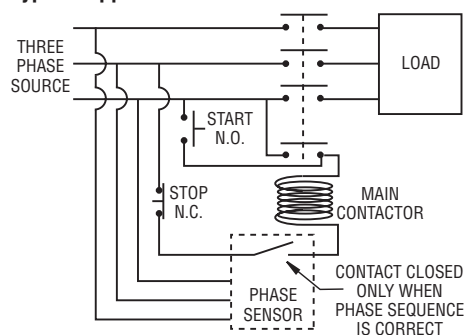 THREE
PHASE
SOURCE
LOAD
START
N.O.
STOP
N.C.
MAIN
CONTACTOR
PHASE
SENSOR
CONTACT CLOSED
ONLY WHEN
PHASE SEQUENCE
IS CORRECT